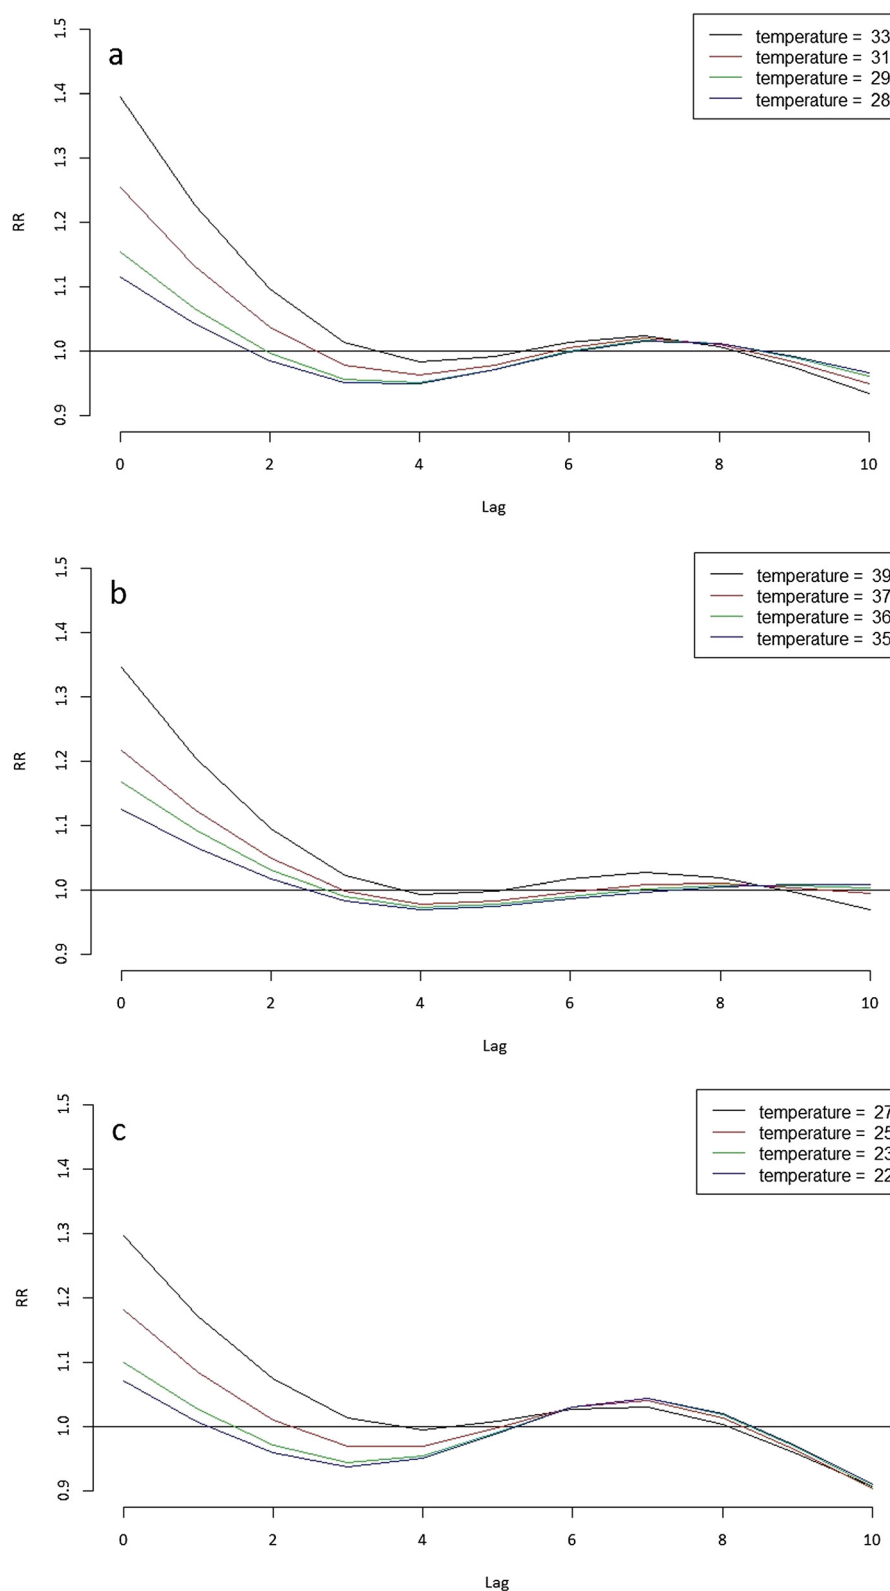 a
temperature = 33
temperature = 31
temperature = 29
temperature = 28
1.5
1.4
1.3
1.2
1.1
1.0
0.9
RR
0 2 4 6 8 10
Lag
b
temperature = 39
temperature = 37
temperature = 36
temperature = 35
1.5
1.4
1.3
1.2
1.1
1.0
0.9
RR
0 2 4 6 8 10
Lag
c
temperature = 27
temperature = 25
temperature = 23
temperature = 22
1.5
1.4
1.3
1.2
1.1
1.0
0.9
RR
0 2 4 6 8 10
Lag